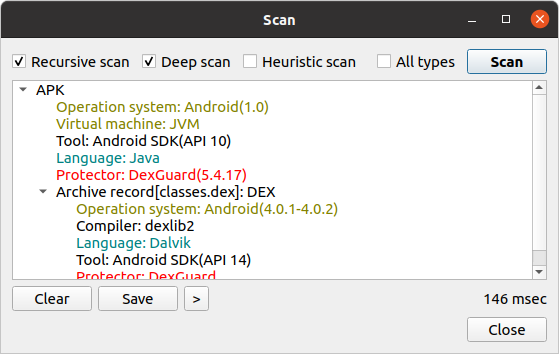 Scan
Recursive scan Deep scan Heuristic scan All types Scan
APK
Operation system: Android(1.0)
Virtual machine: JVM
Tool: Android SDK(API 10)
Language: Java
Protector: DexGuard(5.4.17)
Archive record[classes.dex]: DEX
Operation system: Android(4.0.1-4.0.2)
Compiler: dexlib2
Language: Dalvik
Tool: Android SDK(API 14)
Protector: DexGuard
Clear Save > 146 msec
Close